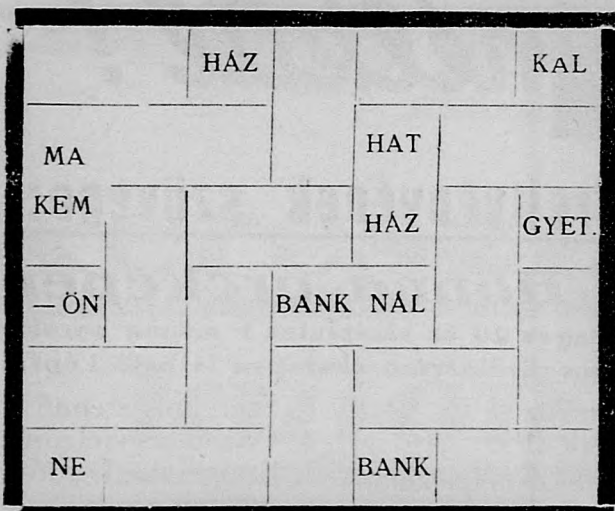 HÁZ KAL
MA HAT
KEM HÁZ GYET.
—ÖN BANK NÁL
NE BANK